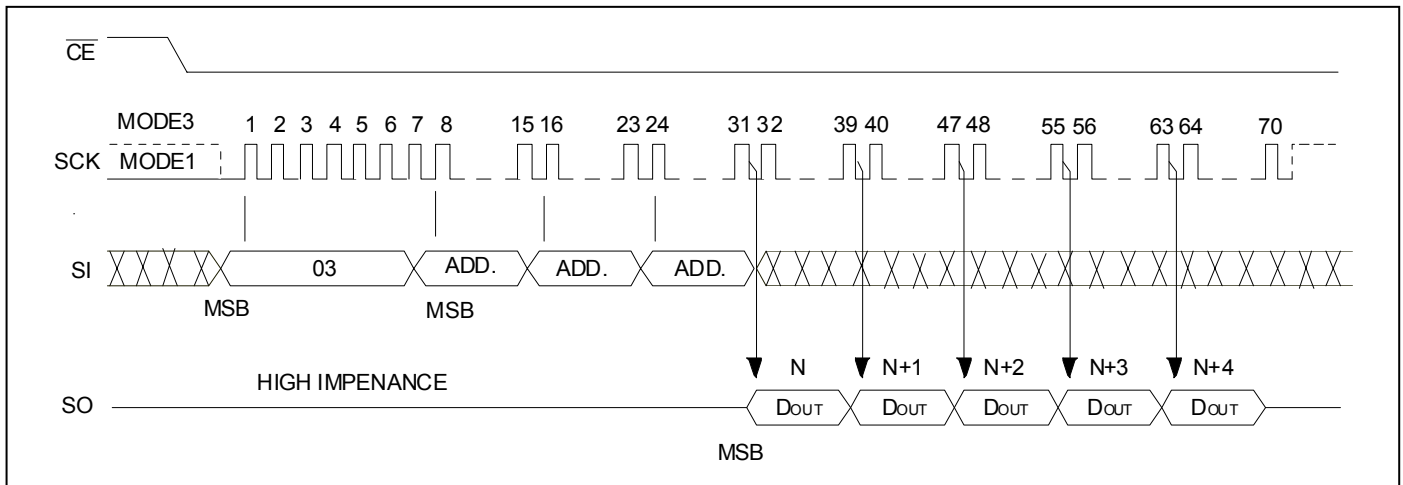 CE
MODE3 1 2 3 4 5 6 7 8 15 16 23 24 31 32 39 40 47 48 55 56 63 64 70
SCK MODE1
SI 03 ADD. ADD. ADD.
MSB MSB
HIGH IMPENANCE N N+1 N+2 N+3 N+4
SO DOUT DOUT DOUT DOUT DOUT
MSB